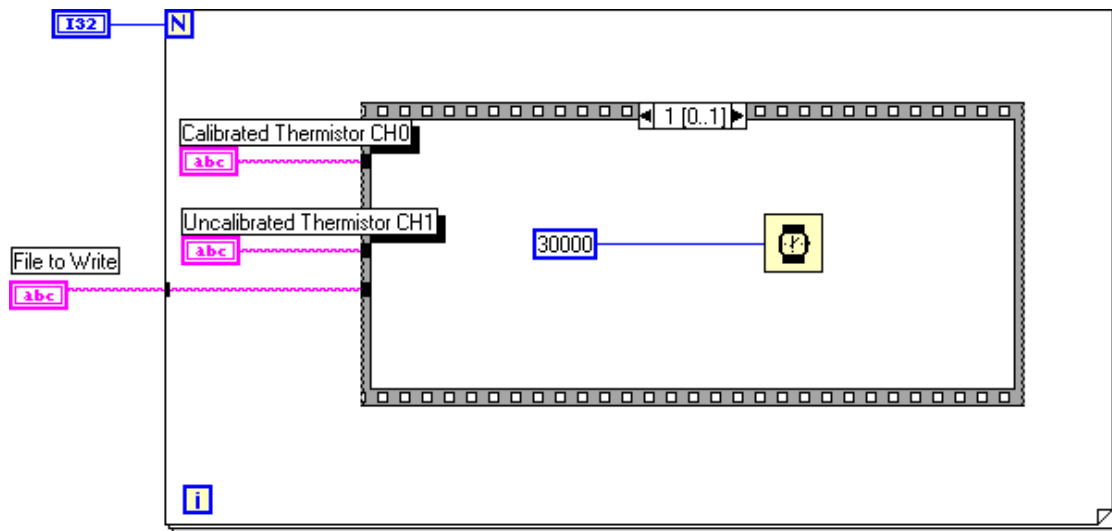 I32
N
1 [0..1]
Calibrated Thermistor CH0
abc
Uncalibrated Thermistor CH1
abc
30000
File to Write
abc
i